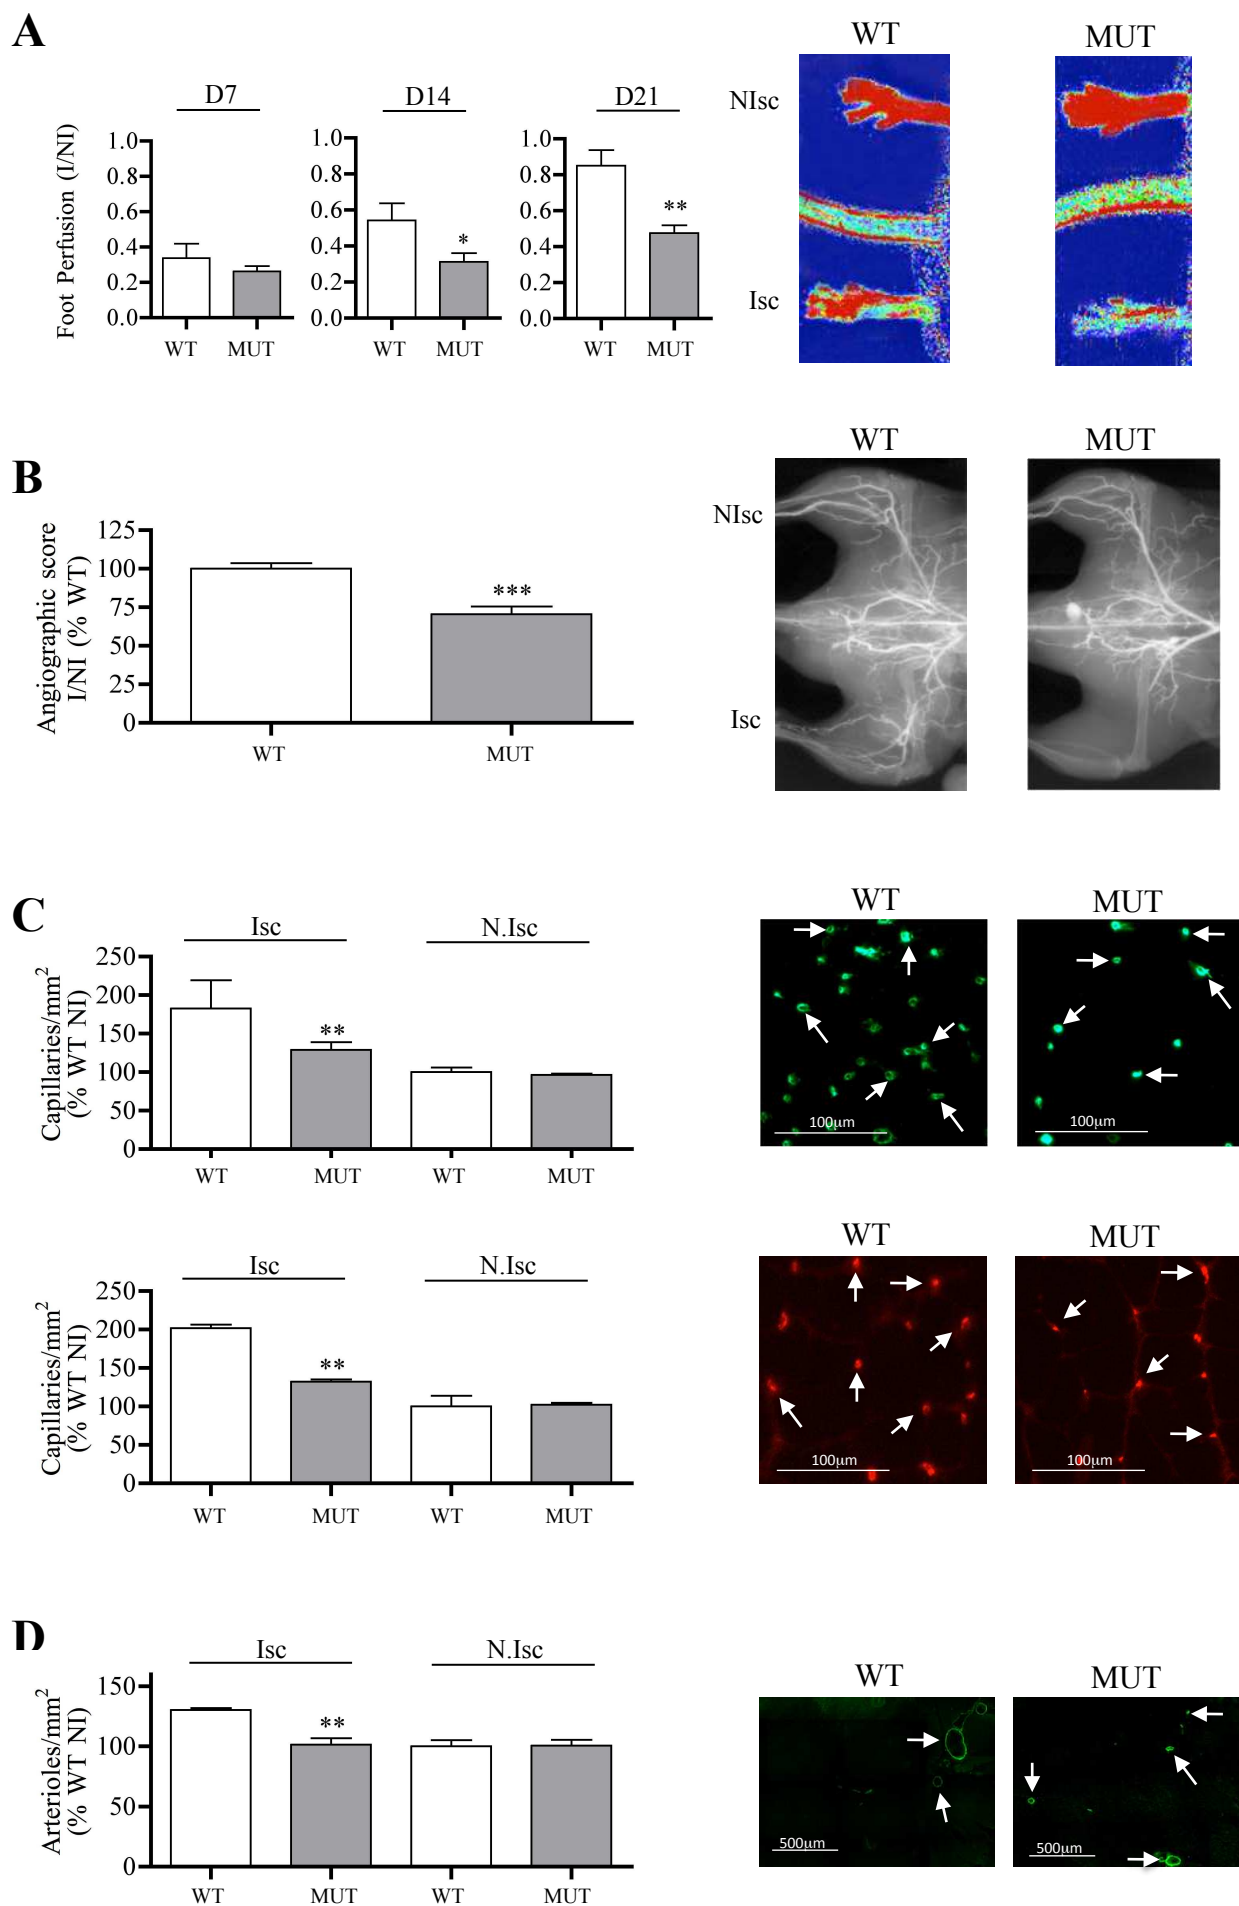 A
WT
MUT
D7
D14
D21
NIsc
Isc
Foot Perfusion (I/NI)
1.0
0.8
0.6
0.4
0.2
0.0
WT
MUT
1.0
0.8
0.6
0.4
0.2
0.0
*
WT
MUT
1.0
0.8
0.6
0.4
0.2
0.0
**
WT
MUT
B
WT
MUT
NIsc
Isc
Angiographic score
I/NI (% WT)
125
100
75
50
25
0
***
WT
MUT
C
Isc
N.Isc
Capillaries/mm2
(% WT NI)
250
200
150
100
50
0
**
WT
MUT
WT
MUT
WT
MUT
100µm
100µm
Isc
N.Isc
Capillaries/mm2
(% WT NI)
250
200
150
100
50
0
**
WT
MUT
WT
MUT
WT
MUT
100µm
100µm
D
Isc
N.Isc
Arterioles/mm2
(% WT NI)
150
100
50
0
**
WT
MUT
WT
MUT
WT
MUT
500µm
500µm